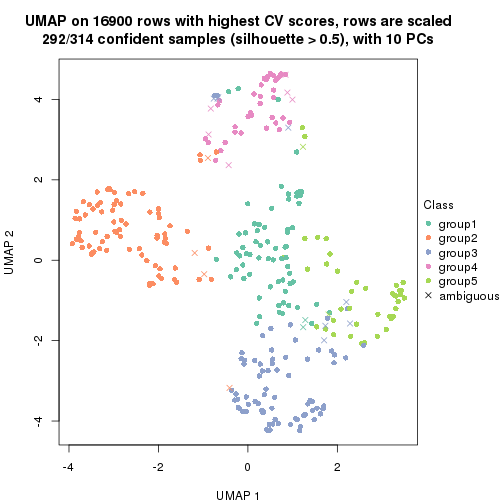 UMAP on 16900 rows with highest CV scores, rows are scaled
292/314 confident samples (silhouette > 0.5), with 10 PCs
4
2
0
-2
-4
UMAP 2
-4
-2
0
2
UMAP 1
Class
group1
group2
group3
group4
group5
ambiguous